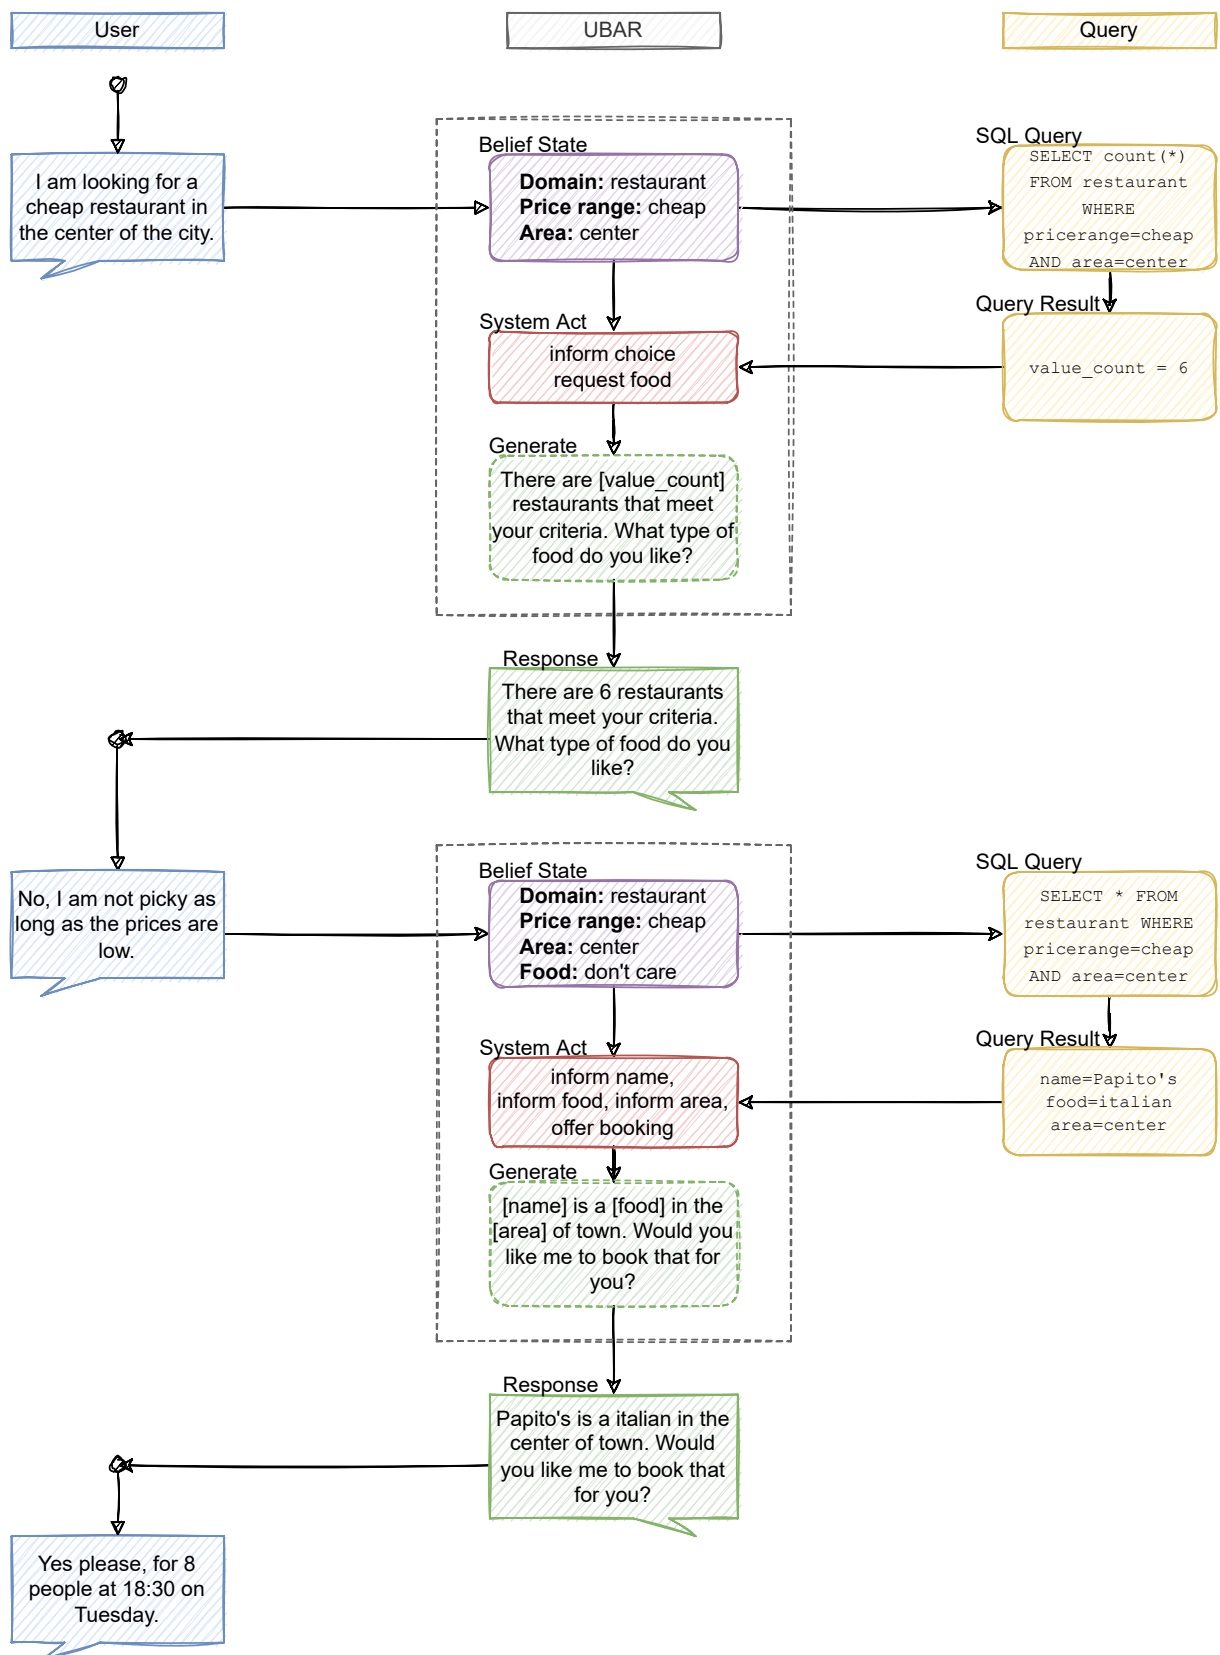 User
UBAR
Query
I am looking for a
cheap restaurant in
the center of the city.
Belief State
Domain: restaurant
Price range: cheap
Area: center
SQL Query
SELECT count(*)
FROM restaurant
WHERE
pricerange=cheap
AND area=center
Query Result
value_count = 6
System Act
inform choice
request food
Generate
There are [value_count]
restaurants that meet
your criteria. What type of
food do you like?
Response
There are 6 restaurants
that meet your criteria.
What type of food do you
like?
No, I am not picky as
long as the prices are
low.
Belief State
Domain: restaurant
Price range: cheap
Area: center
Food: don't care
SQL Query
SELECT * FROM
restaurant WHERE
pricerange=cheap
AND area=center
Query Result
name=Papito's
food=italian
area=center
System Act
inform name,
inform food, inform area,
offer booking
Generate
[name] is a [food] in the
[area] of town. Would you
like me to book that for
you?
Response
Papito's is a italian in the
center of town. Would
you like me to book that
for you?
Yes please, for 8
people at 18:30 on
Tuesday.